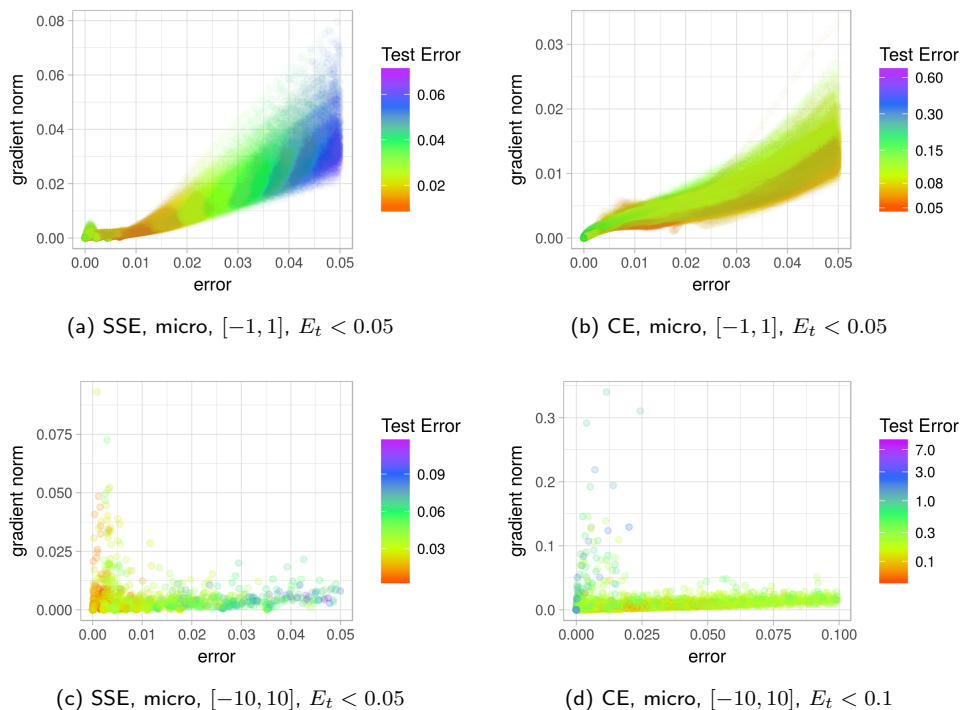 0.08
0.06
0.04
0.02
0.00
gradient norm
0.00 0.01 0.02 0.03 0.04 0.05
error
Test Error
0.06
0.04
0.02
(a) SSE, micro, [−1, 1], E_t < 0.05
0.03
0.02
0.01
0.00
gradient norm
0.00 0.01 0.02 0.03 0.04 0.05
error
Test Error
0.60
0.30
0.15
0.08
0.05
(b) CE, micro, [−1, 1], E_t < 0.05
0.075
0.050
0.025
0.000
gradient norm
0.00 0.01 0.02 0.03 0.04 0.05
error
Test Error
0.09
0.06
0.03
(c) SSE, micro, [−10, 10], E_t < 0.05
0.3
0.2
0.1
0.0
gradient norm
0.000 0.025 0.050 0.075 0.100
error
Test Error
7.0
3.0
1.0
0.3
0.1
(d) CE, micro, [−10, 10], E_t < 0.1